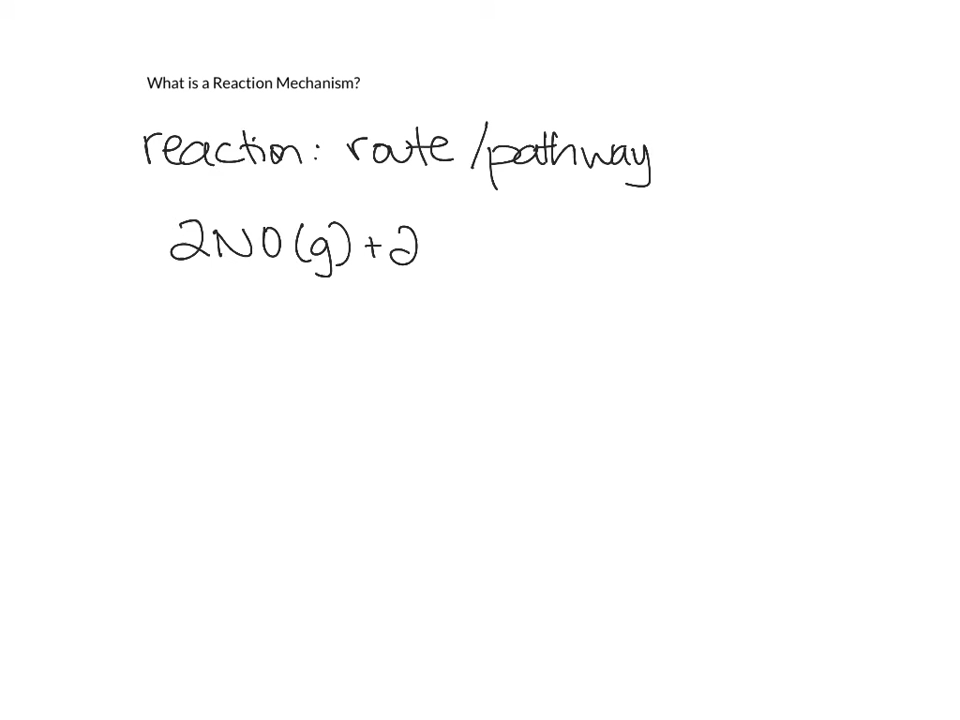 What is a Reaction Mechanism?
reaction: route/pathway
2NO(g)+2